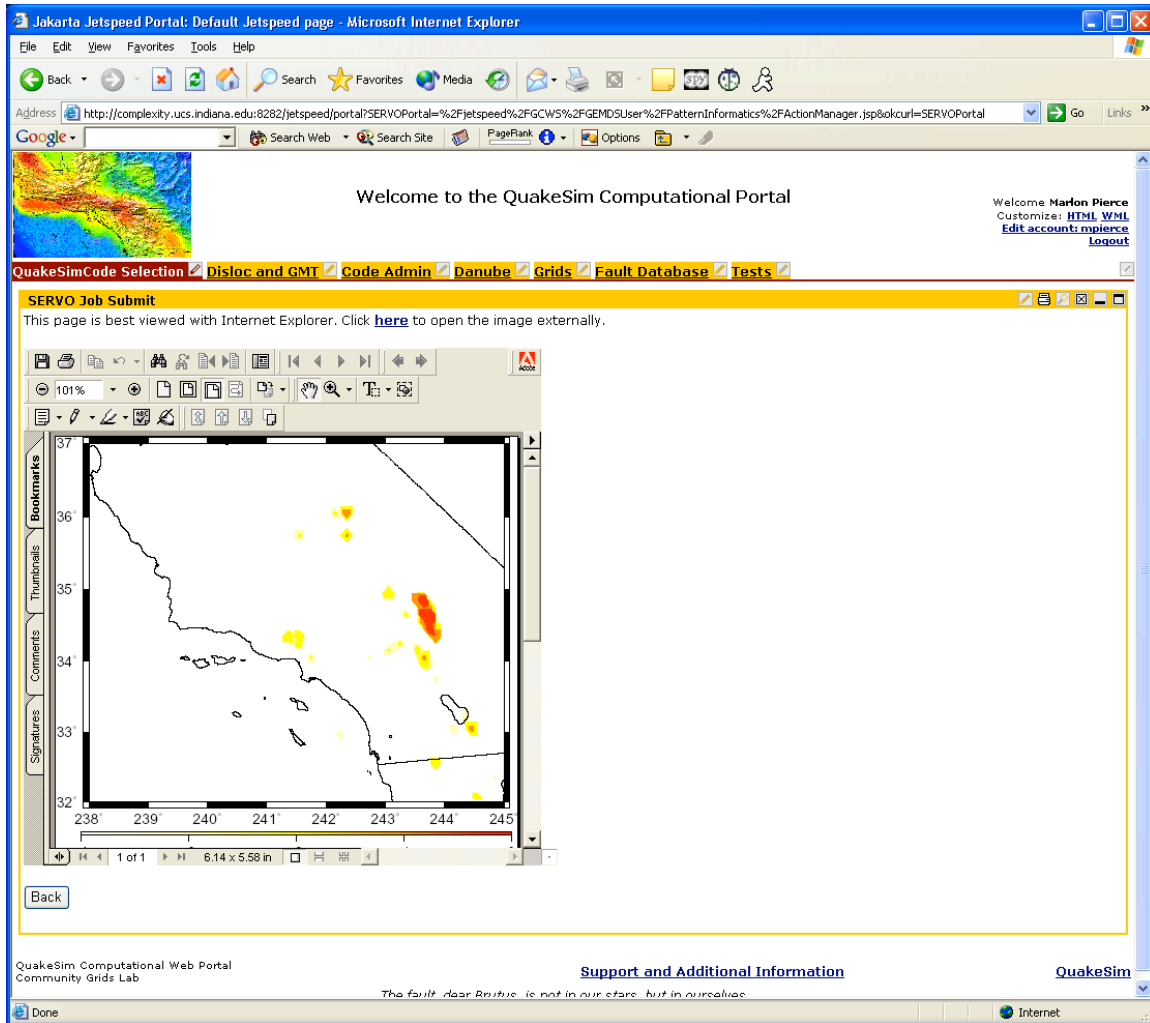 Jakarta Jetspeed Portal: Default Jetspeed page - Microsoft Internet Explorer
File Edit View Favorites Tools Help
Back Search Favorites Media SPY
Address http://complexity.ucs.indiana.edu:8282/jetspeed/portal?SERVOPortal=%2Fjetspeed%2FGCWS%2FGEMDSUser%2FPatternInformatics%2FActionManager.jsp&okcurl=SERVOPortal Go Links »
Google Search Web Search Site PageRank Options
Welcome to the QuakeSim Computational Portal
Welcome Marlon Pierce
Customize: HTML WML
Edit account: mpierce
Logout
QuakeSimCode Selection Disloc and GMT Code Admin Danube Grids Fault Database Tests
SERVO Job Submit
This page is best viewed with Internet Explorer. Click here to open the image externally.
Adobe
101%
Bookmarks
Thumbnails
Comments
Signatures
37°
36°
35°
34°
33°
32°
238° 239° 240° 241° 242° 243° 244° 245°
1 of 1 6.14 x 5.58 in
Back
QuakeSim Computational Web Portal
Community Grids Lab
Support and Additional Information
QuakeSim
The fault, dear Brutus, is not in our stars, but in ourselves
Done Internet